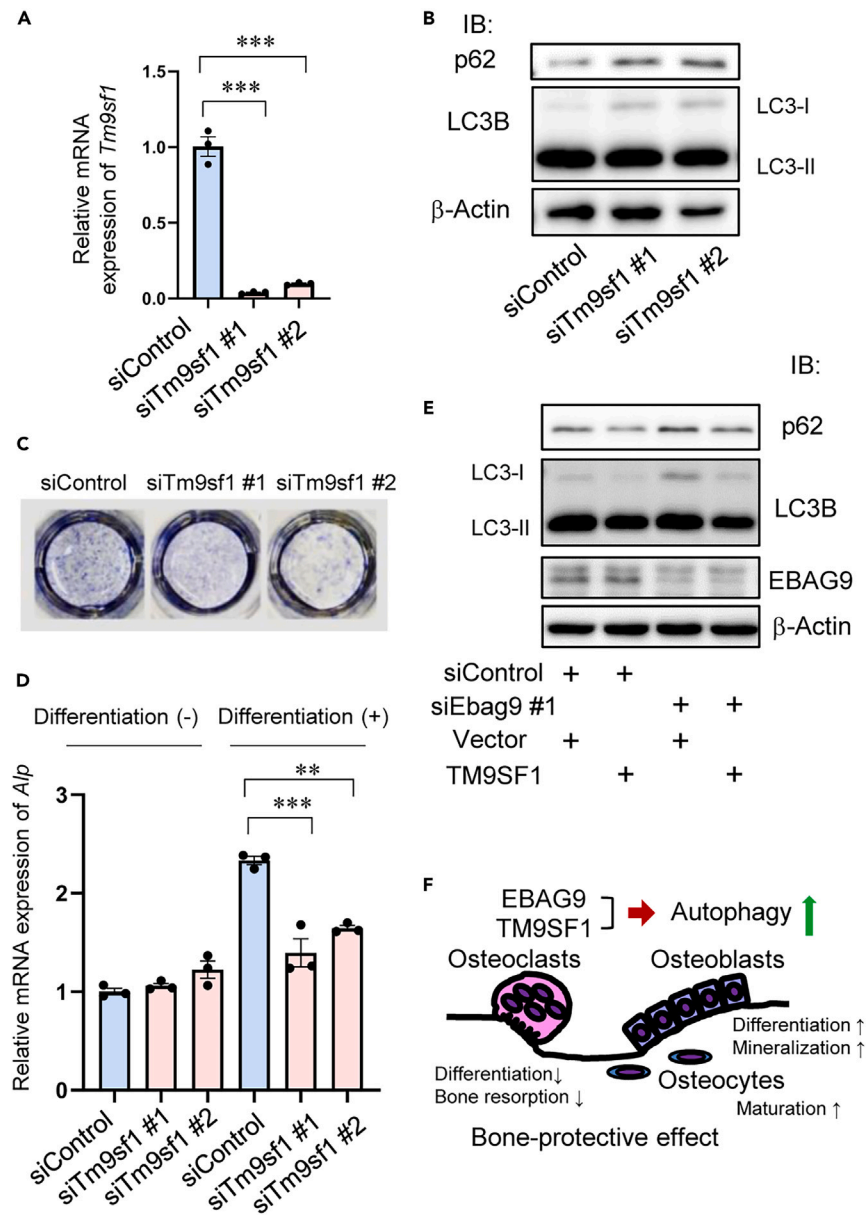 A
***
***
1.5
1.0
0.5
0.0
Relative mRNA
expression of Tm9sf1
siControl
siTm9sf1 #1
siTm9sf1 #2
B
IB:
p62
LC3B
LC3-I
LC3-II
β-Actin
siControl
siTm9sf1 #1
siTm9sf1 #2
C
siControl siTm9sf1 #1 siTm9sf1 #2
D
Differentiation (-) Differentiation (+)
**
***
3
2
1
0
Relative mRNA expression of Alp
siControl
siTm9sf1 #1
siTm9sf1 #2
siControl
siTm9sf1 #1
siTm9sf1 #2
E
IB:
p62
LC3-I
LC3-II
LC3B
EBAG9
β-Actin
siControl + +
siEbag9 #1 + +
Vector + +
TM9SF1 + +
F
EBAG9
TM9SF1
Autophagy
Osteoclasts
Osteoblasts
Differentiation ↑
Mineralization ↑
Differentiation↓
Bone resorption ↓
Osteocytes
Maturation ↑
Bone-protective effect